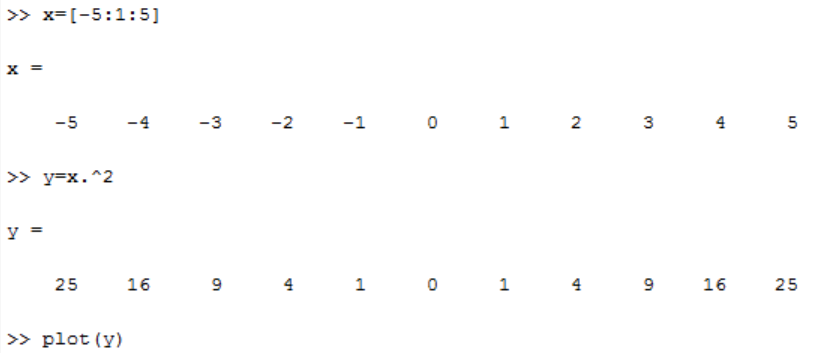 >> x=[-5:1:5]
x =
-5 -4 -3 -2 -1 0 1 2 3 4 5
>> y=x.^2
y =
25 16 9 4 1 0 1 4 9 16 25
>> plot(y)